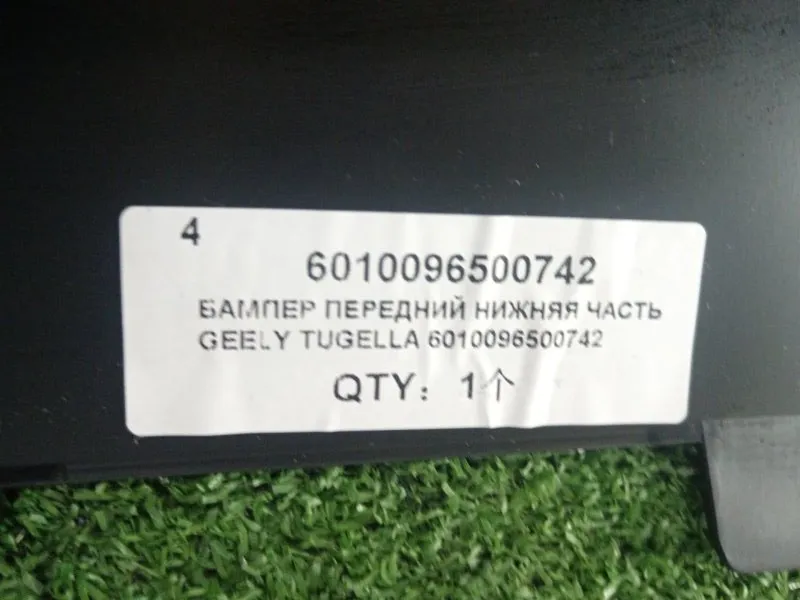 4
6010096500742
БАМПЕР ПЕРЕДНИЙ НИЖНЯЯ ЧАСТЬ
GEELY TUGELLA 6010096500742
QTY: 1个